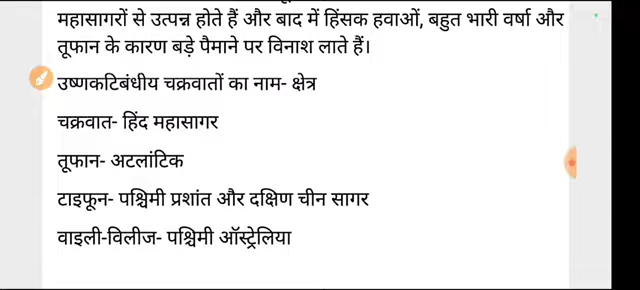 महासागरों से उत्पन्न होते हैं और बाद में हिंसक हवाओं, बहुत भारी वर्षा और
तूफान के कारण बड़े पैमाने पर विनाश लाते हैं।
उष्णकटिबंधीय चक्रवातों का नाम- क्षेत्र
चक्रवात- हिंद महासागर
तूफान- अटलांटिक
टाइफून- पश्चिमी प्रशांत और दक्षिण चीन सागर
वाइली-विलीज- पश्चिमी ऑस्ट्रेलिया